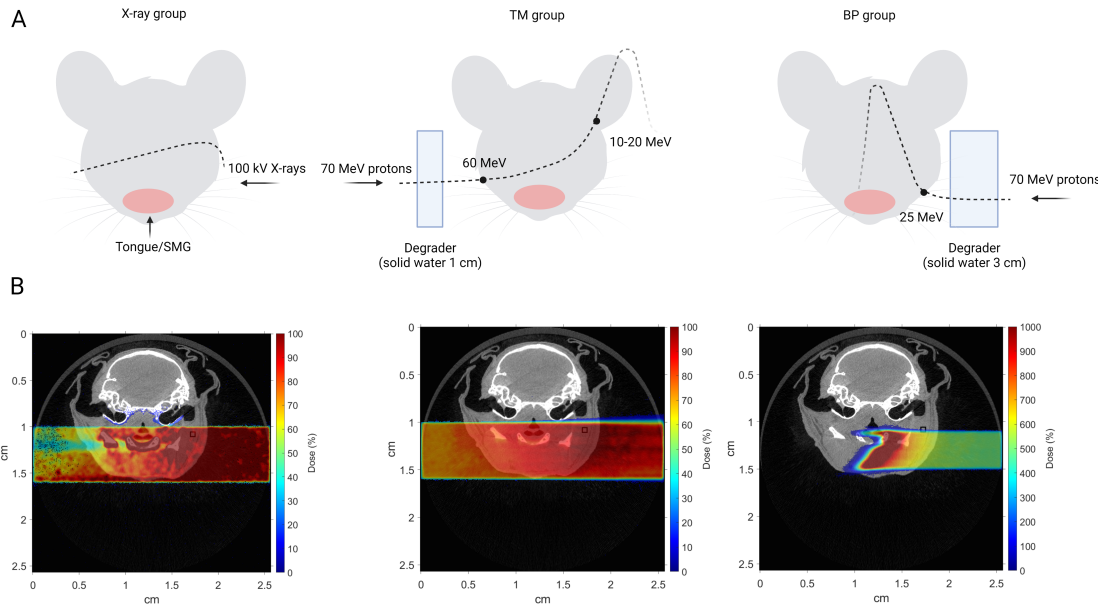 A
X-ray group
TM group
BP group
100 kV X-rays
Tongue/SMG
70 MeV protons
60 MeV
10-20 MeV
Degrader
(solid water 1 cm)
25 MeV
70 MeV protons
Degrader
(solid water 3 cm)
B
0
0.5
1
1.5
2
2.5
cm
0
0.5
1
1.5
2
2.5
cm
100
90
80
70
60
50
40
30
20
10
0
Dose (%)
0
0.5
1
1.5
2
2.5
cm
0
0.5
1
1.5
2
2.5
cm
100
90
80
70
60
50
40
30
20
10
0
Dose (%)
0
0.5
1
1.5
2
2.5
cm
0
0.5
1
1.5
2
2.5
cm
1000
900
800
700
600
500
400
300
200
100
0
Dose (%)